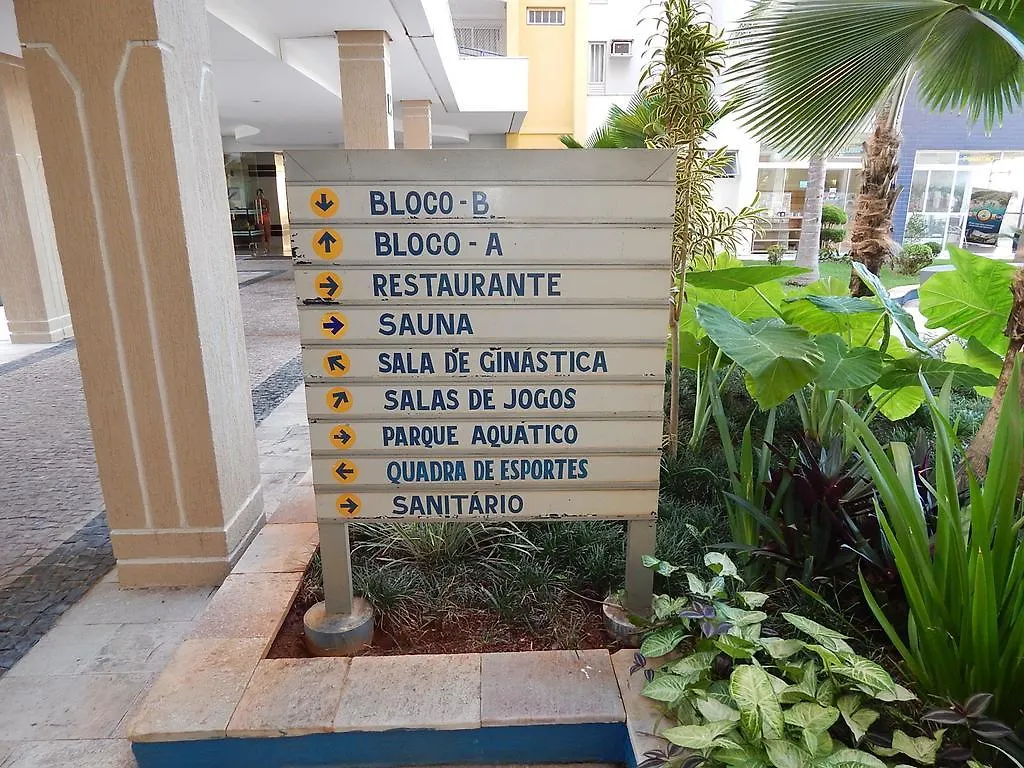 BLOCO - B
BLOCO - A
RESTAURANTE
SAUNA
SALA DE GINÁSTICA
SALAS DE JOGOS
PARQUE AQUÁTICO
QUADRA DE ESPORTES
SANITÁRIO